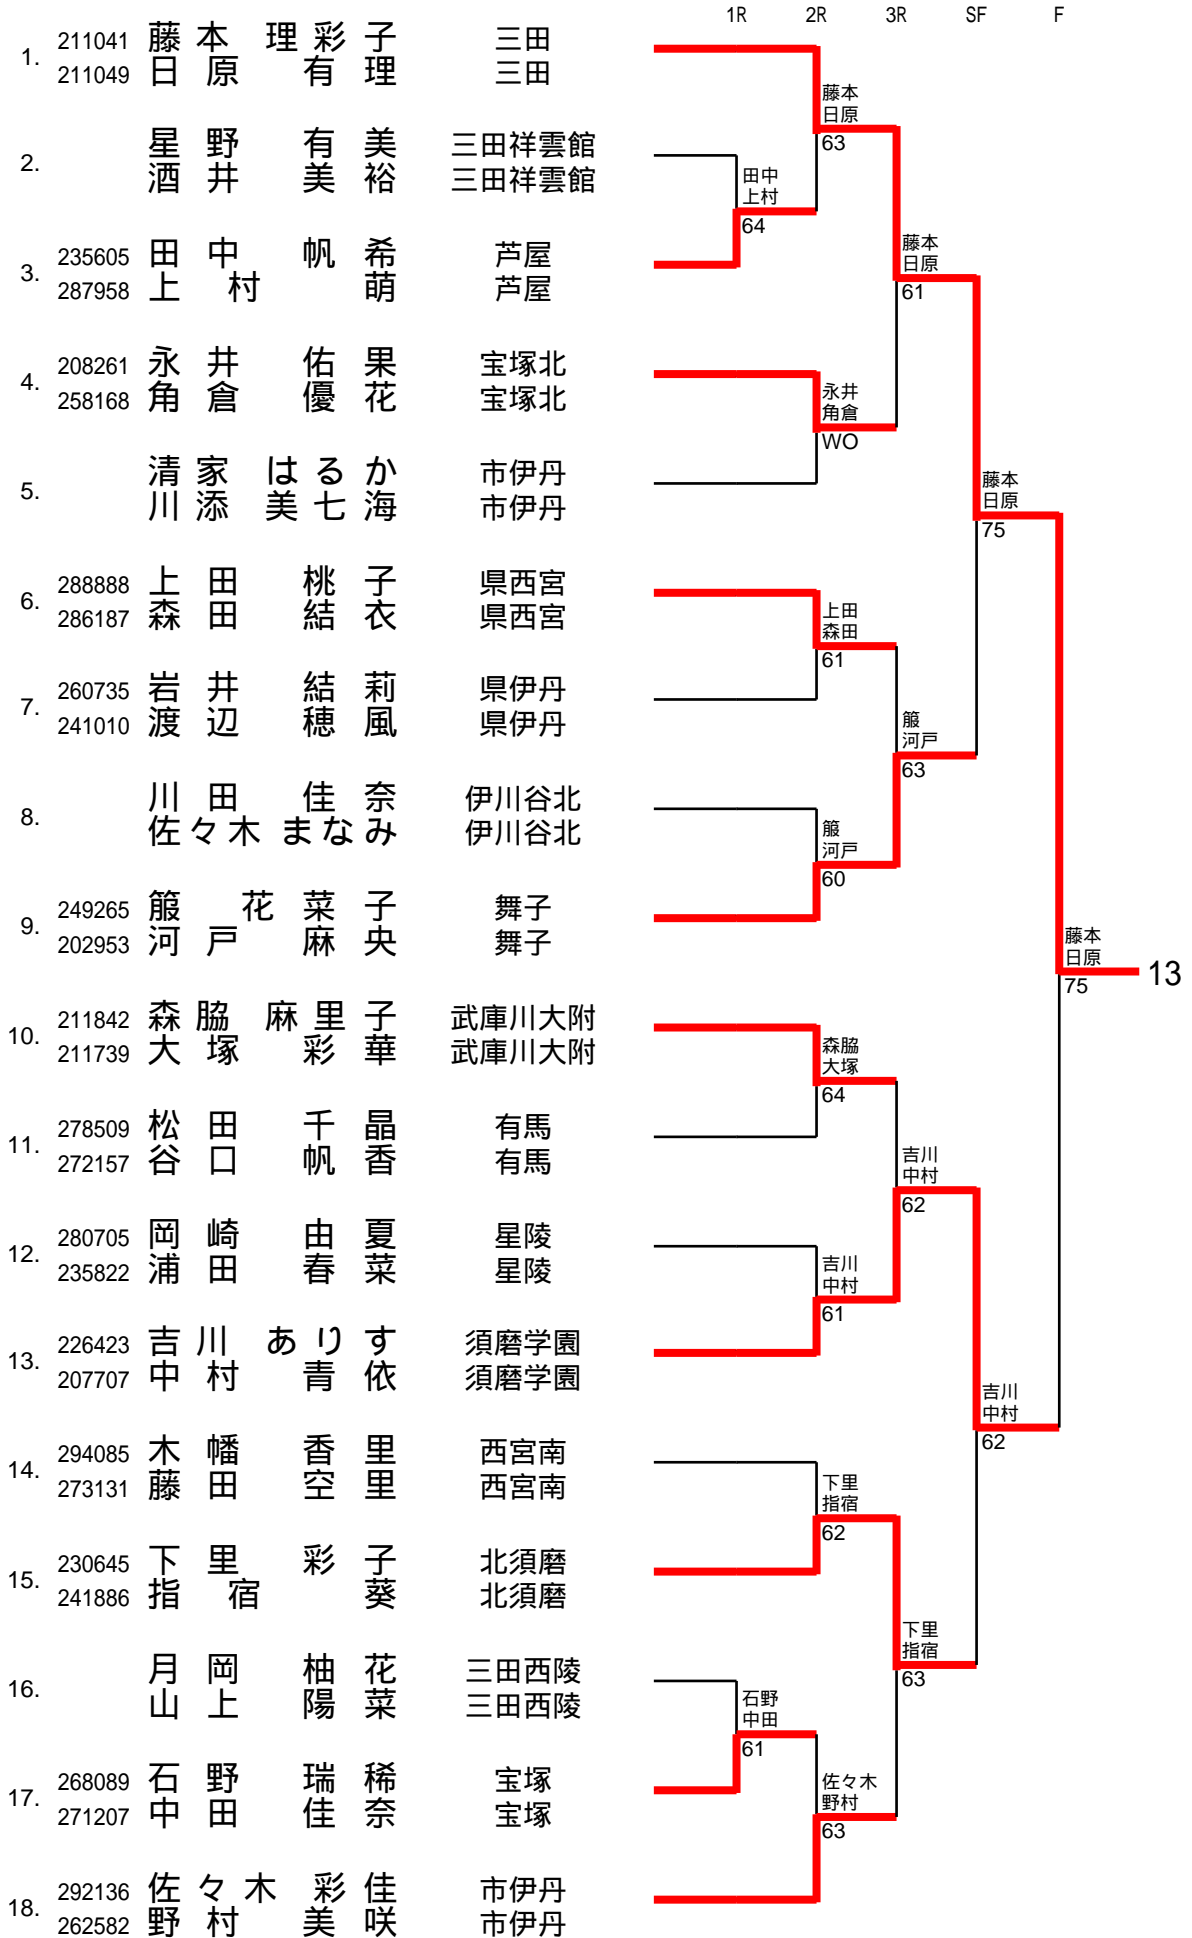 1R 2R 3R SF F
1. 211041 藤本 理彩子 三田
211049 日原 有理 三田
2. 星野 有美 三田祥雲館
酒井 美裕 三田祥雲館
3. 235605 田中 帆希 芦屋
287958 上村 萌 芦屋
4. 208261 永井 佑果 宝塚北
258168 角倉 優花 宝塚北
5. 清家 はるか 市伊丹
川添 美七海 市伊丹
6. 288888 上田 桃子 県西宮
286187 森田 結衣 県西宮
7. 260735 岩井 結莉 県伊丹
241010 渡辺 穂風 県伊丹
8. 川田 佳奈 伊川谷北
佐々木 まなみ 伊川谷北
9. 249265 箙 花菜子 舞子
202953 河戸 麻央 舞子
10. 211842 森脇 麻里子 武庫川大附
211739 大塚 彩華 武庫川大附
11. 278509 松田 千晶 有馬
272157 谷口 帆香 有馬
12. 280705 岡崎 由夏 星陵
235822 浦田 春菜 星陵
13. 226423 吉川 ありす 須磨学園
207707 中村 青依 須磨学園
14. 294085 木幡 香里 西宮南
273131 藤田 空里 西宮南
15. 230645 下里 彩子 北須磨
241886 指宿 葵 北須磨
16. 月岡 柚花 三田西陵
山上 陽菜 三田西陵
17. 268089 石野 瑞稀 宝塚
271207 中田 佳奈 宝塚
18. 292136 佐々木 彩佳 市伊丹
262582 野村 美咲 市伊丹
田中
上村
64
石野
中田
61
藤本
日原
63
永井
角倉
WO
上田
森田
61
箙
河戸
60
森脇
大塚
64
吉川
中村
61
下里
指宿
62
佐々木
野村
63
藤本
日原
61
箙
河戸
63
吉川
中村
62
下里
指宿
63
藤本
日原
75
吉川
中村
62
藤本
日原
75
13